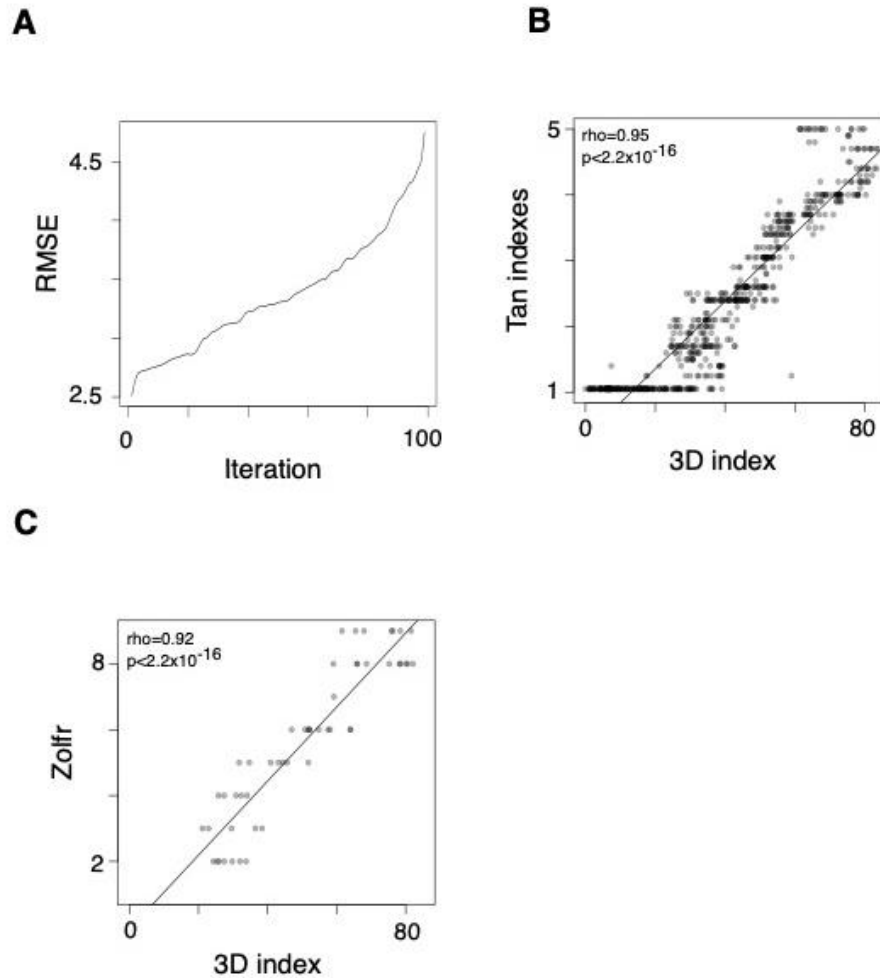 A
RMSE
4.5
2.5
0
100
Iteration
B
rho=0.95
p<2.2x10^-16
Tan indexes
5
1
0
80
3D index
C
rho=0.92
p<2.2x10^-16
Zolfr
8
2
0
80
3D index